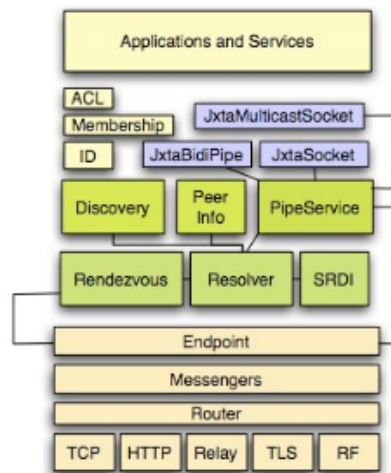 Applications and Services
ACL
Membership
JxtaMulticastSocket
ID
JxtaBidiPipe
JxtaSocket
Discovery
Peer
Info
PipeService
Rendezvous
Resolver
SRDI
Endpoint
Messengers
Router
TCP
HTTP
Relay
TLS
RF